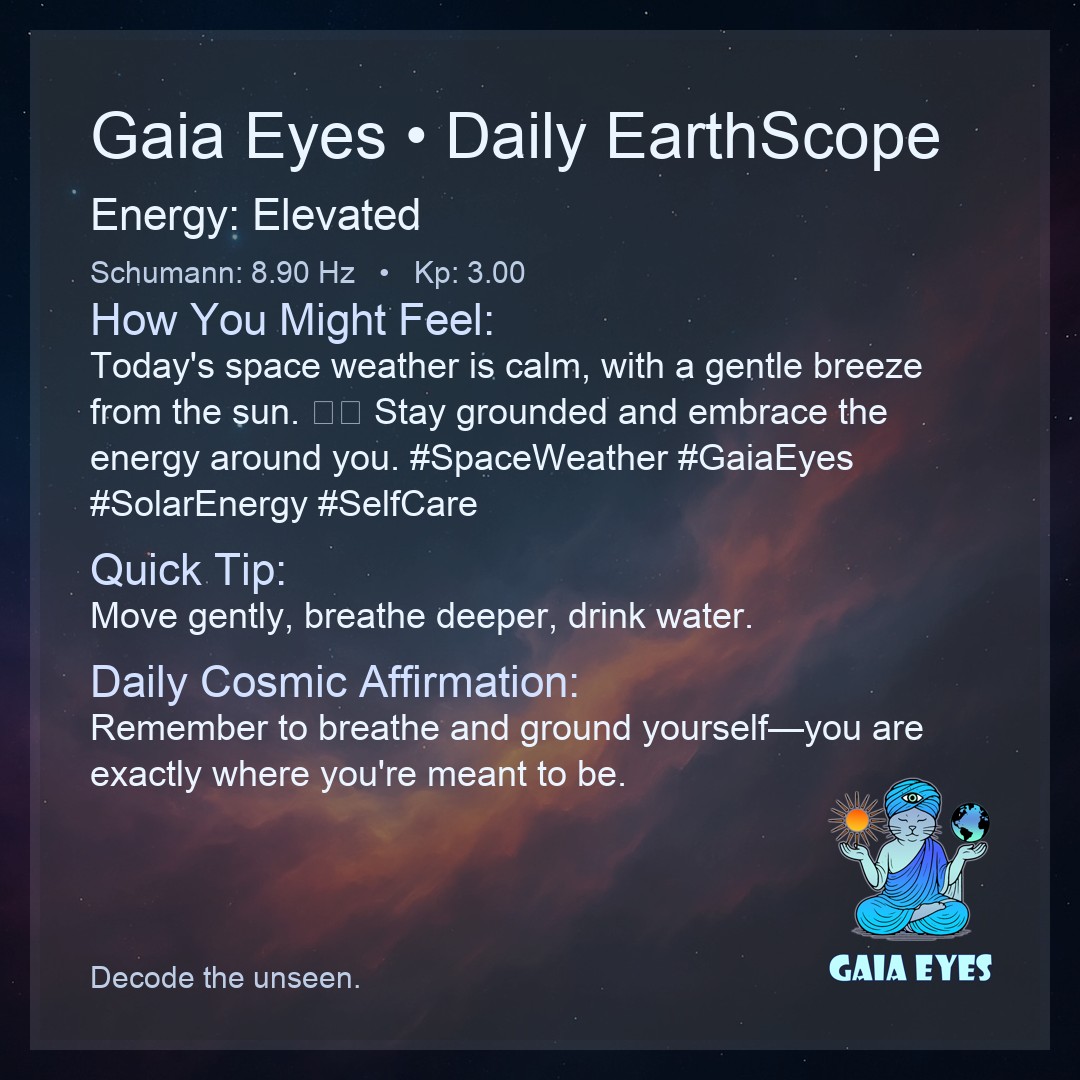 Gaia Eyes • Daily EarthScope
Energy: Elevated
Schumann: 8.90 Hz • Kp: 3.00
How You Might Feel:
Today's space weather is calm, with a gentle breeze
from the sun. □□ Stay grounded and embrace the
energy around you. #SpaceWeather #GaiaEyes
#SolarEnergy #SelfCare
Quick Tip:
Move gently, breathe deeper, drink water.
Daily Cosmic Affirmation:
Remember to breathe and ground yourself—you are
exactly where you're meant to be.
Decode the unseen.
GAIA EYES